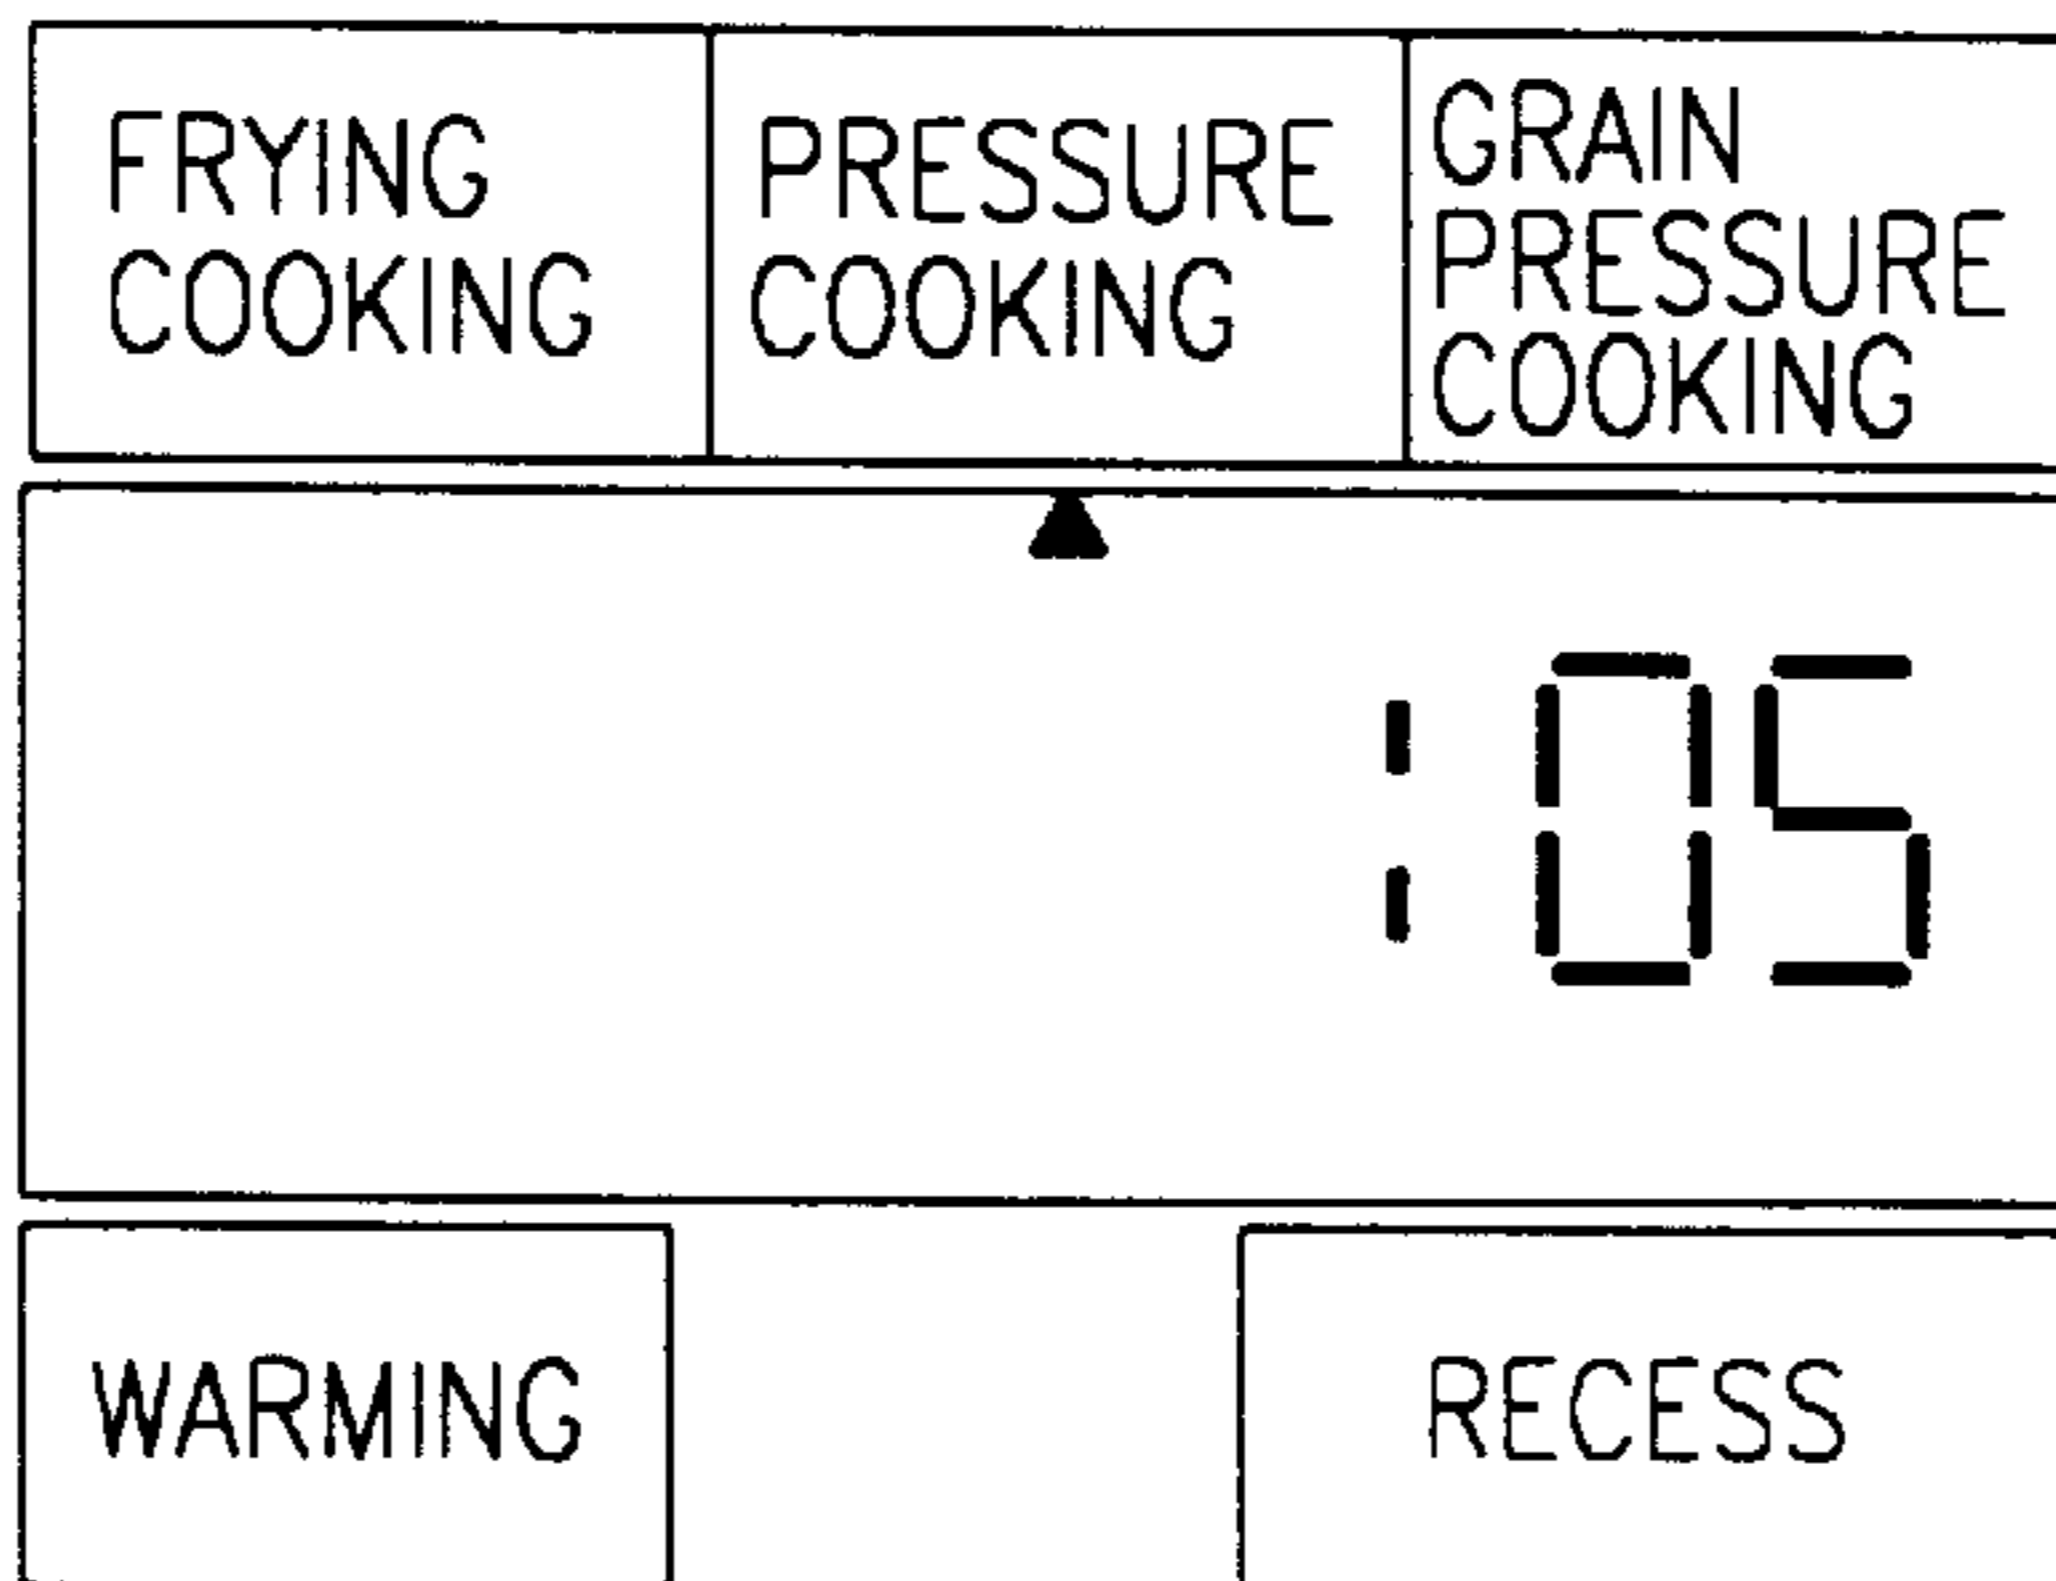 FRYING
COOKING
PRESSURE
COOKING
GRAIN
PRESSURE
COOKING
:05
WARMING
RECESS